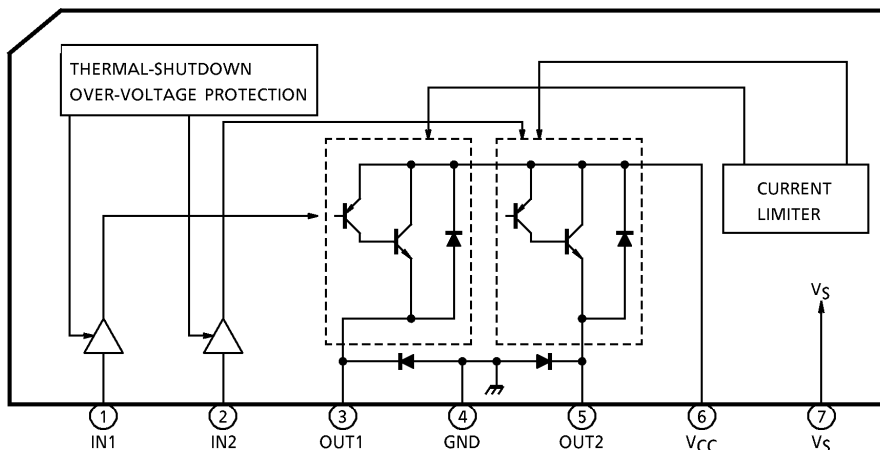 THERMAL-SHUTDOWN
OVER-VOLTAGE PROTECTION
CURRENT
LIMITER
VS
1 2 3 4 5 6 7
IN1 IN2 OUT1 GND OUT2 VCC VS